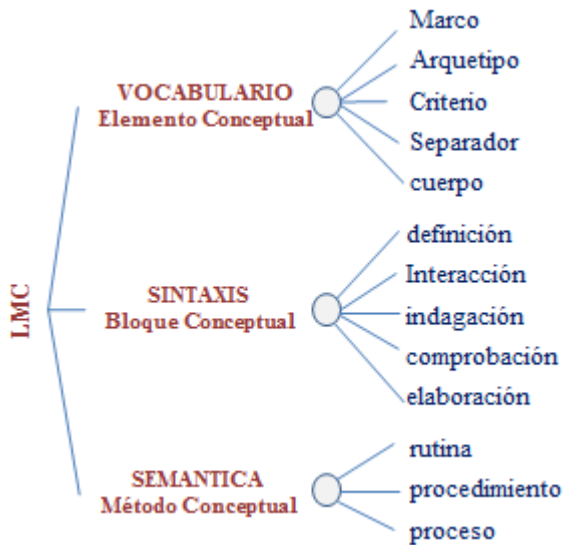 LMC
VOCABULARIO
Elemento Conceptual
Marco
Arquetipo
Criterio
Separador
cuerpo
SINTAXIS
Bloque Conceptual
definición
Interacción
indagación
comprobación
elaboración
SEMANTICA
Método Conceptual
rutina
procedimiento
proceso